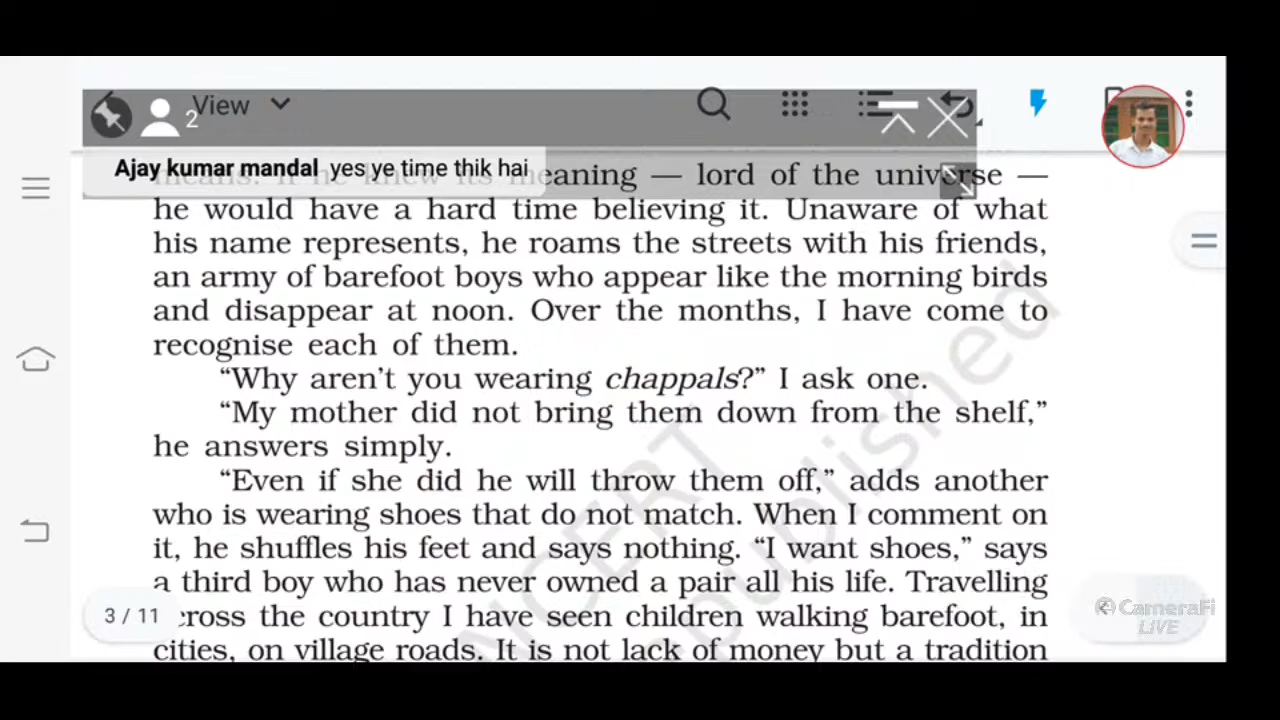 View
2
Ajay kumar mandal yes ye time thik hai
meaning — lord of the universe —
he would have a hard time believing it. Unaware of what
his name represents, he roams the streets with his friends,
an army of barefoot boys who appear like the morning birds
and disappear at noon. Over the months, I have come to
recognise each of them.
“Why aren’t you wearing chappals?” I ask one.
“My mother did not bring them down from the shelf,”
he answers simply.
“Even if she did he will throw them off,” adds another
who is wearing shoes that do not match. When I comment on
it, he shuffles his feet and says nothing. “I want shoes,” says
a third boy who has never owned a pair all his life. Travelling
across the country I have seen children walking barefoot, in
cities, on village roads. It is not lack of money but a tradition
3 / 11
CameraFi
LIVE
NCERT
republished